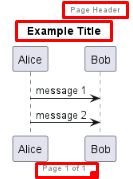 Page Header
Example Title
Alice Bob
message 1
message 2
Alice Bob
Page 1 of 1